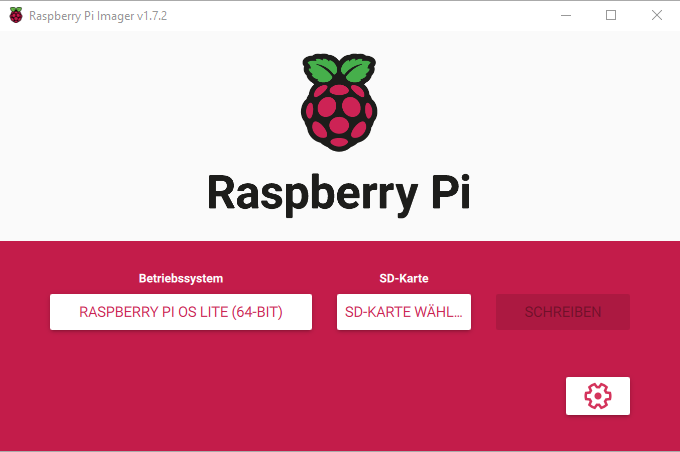 Raspberry Pi Imager v1.7.2
Raspberry Pi
Betriebssystem
SD-Karte
RASPBERRY PI OS LITE (64-BIT)
SD-KARTE WÄHL...
SCHREIBEN